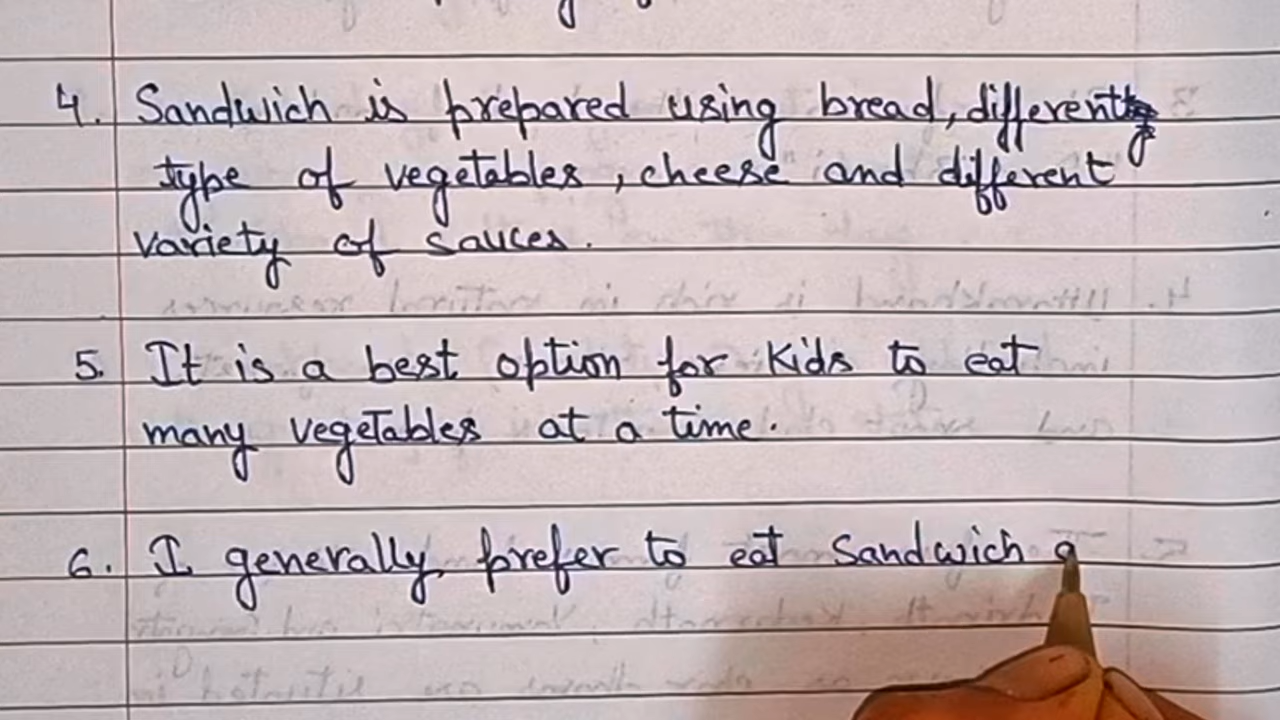 4. Sandwich is prepared using bread, different
type of vegetables, cheese and different
variety of sauces.
5. It is a best option for kids to eat
many vegetables at a time.
6. I generally prefer to eat Sandwich a